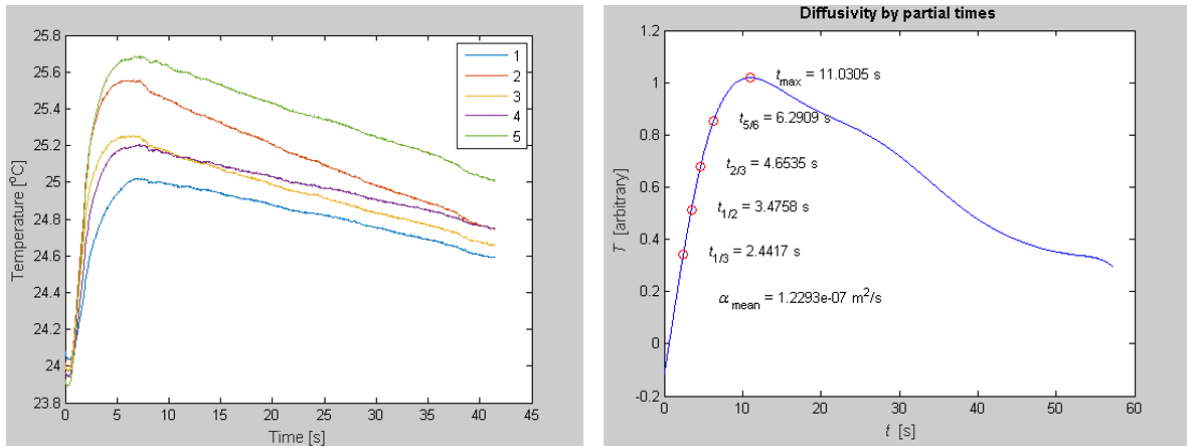 25.8
25.6
25.4
25.2
25
24.8
24.6
24.4
24.2
24
23.8
Temperature [ºC]
0 5 10 15 20 25 30 35 40 45
Time [s]
1
2
3
4
5
Diffusivity by partial times
1.2
1
0.8
0.6
0.4
0.2
0
-0.2
T [arbitrary]
t_max = 11.0305 s
t_5/6 = 6.2909 s
t_2/3 = 4.6535 s
t_1/2 = 3.4758 s
t_1/3 = 2.4417 s
α_mean = 1.2293e-07 m²/s
0 10 20 30 40 50 60
t [s]